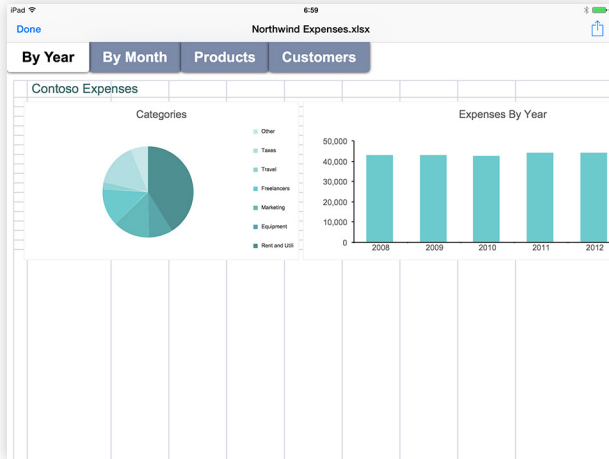 iPad 6:59
Done Northwind Expenses.xlsx
By Year By Month Products Customers
Contoso Expenses
Categories
Other
Taxes
Travel
Freelancers
Marketing
Equipment
Rent and Utili
Expenses By Year
50,000
40,000
30,000
20,000
10,000
0
2008 2009 2010 2011 2012